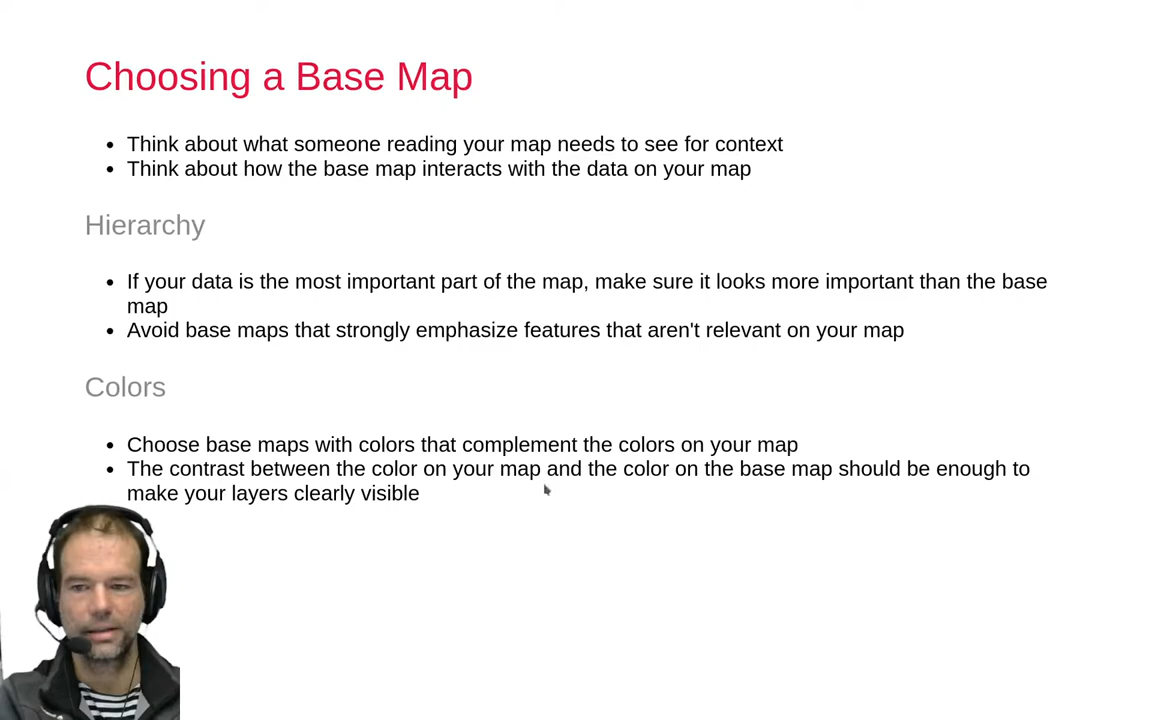 Choosing a Base Map
• Think about what someone reading your map needs to see for context
• Think about how the base map interacts with the data on your map
Hierarchy
• If your data is the most important part of the map, make sure it looks more important than the base
map
• Avoid base maps that strongly emphasize features that aren't relevant on your map
Colors
• Choose base maps with colors that complement the colors on your map
• The contrast between the color on your map and the color on the base map should be enough to
make your layers clearly visible